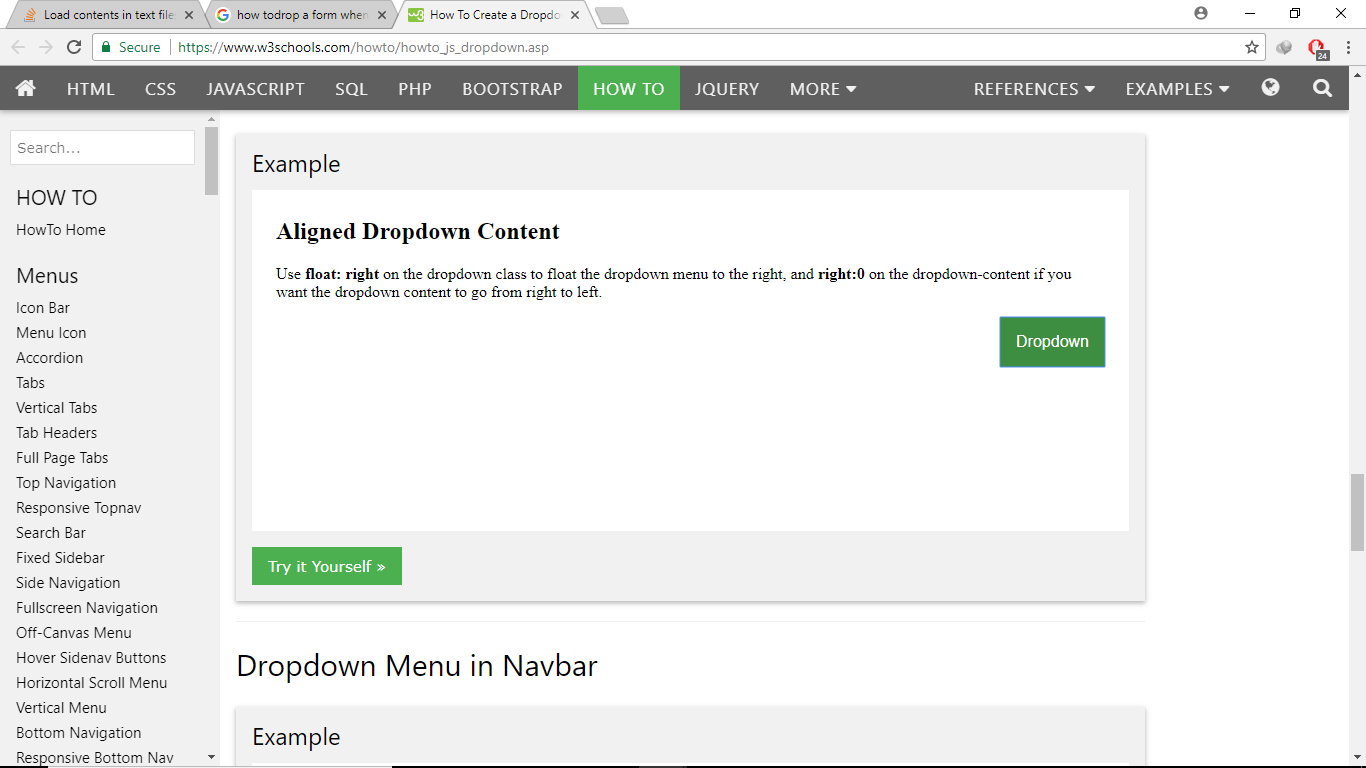 Load contents in text file
how todrop a form when
How To Create a Dropdo
Secure
https://www.w3schools.com/howto/howto_js_dropdown.asp
24
HTML CSS JAVASCRIPT SQL PHP BOOTSTRAP HOW TO JQUERY MORE REFERENCES EXAMPLES
Search...
HOW TO
HowTo Home
Menus
Icon Bar
Menu Icon
Accordion
Tabs
Vertical Tabs
Tab Headers
Full Page Tabs
Top Navigation
Responsive Topnav
Search Bar
Fixed Sidebar
Side Navigation
Fullscreen Navigation
Off-Canvas Menu
Hover Sidenav Buttons
Horizontal Scroll Menu
Vertical Menu
Bottom Navigation
Responsive Bottom Nav
Example
Aligned Dropdown Content
Use float: right on the dropdown class to float the dropdown menu to the right, and right:0 on the dropdown-content if you
want the dropdown content to go from right to left.
Dropdown
Try it Yourself »
Dropdown Menu in Navbar
Example